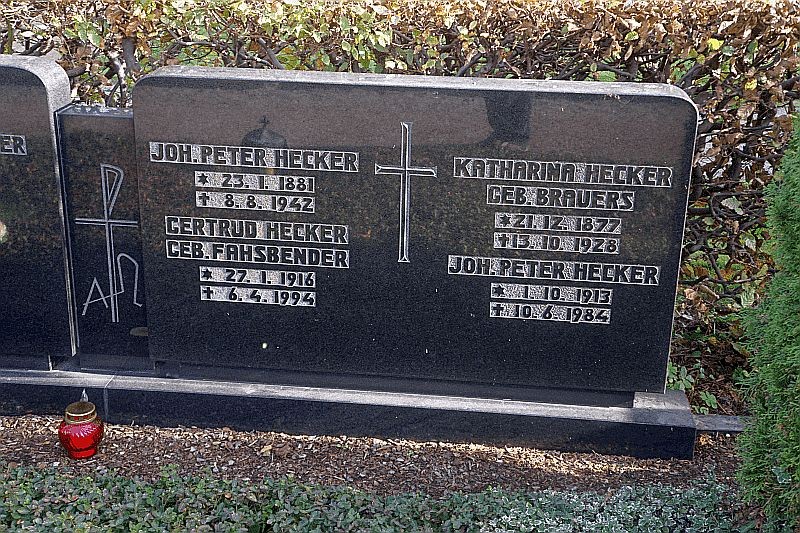 ER
JOH. PETER HECKER
* 23. 1. 1881
† 8. 8. 1942
GERTRUD HECKER
GEB. FAHSBENDER
* 27. 1. 1916
† 6. 4. 1994
KATHARINA HECKER
GEB. BRAUERS
* 21. 12. 1877
† 13. 10. 1928
JOH. PETER HECKER
* 1. 10. 1913
† 10. 6. 1984
Α Ω